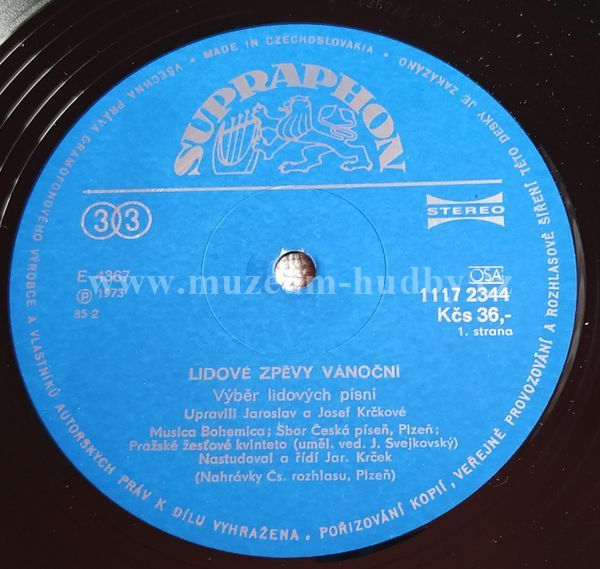 VŠECHNA PRÁVA GRAMOFONOVÉHO VÝROBCE A VLASTNÍKŮ AUTORSKÝCH PRÁV K DÍLU VYHRAŽENA. POŘIZOVÁNÍ KOPIÍ, VEŘEJNÉ PROVOZOVÁNÍ A ROZHLASOVÉ ŠÍŘENÍ TÉTO DESKY JE ZAKÁZÁNO
MADE IN CZECHOSLOVAKIA
SUPRAPHON
33
STEREO
E 4367
Ⓟ 1973
85 2
OSA
1117 2344
Kčs 36,-
1. strana
www.muzeum-hudby.cz
LIDOVÉ ZPĚVY VÁNOČNÍ
Výběr lidových písní
Upravili Jaroslav a Josef Krčkové
Musica Bohemica; Sbor Česká píseň, Plzeň;
Pražské žesťové kvinteto (uměl. ved. J. Svejkovský)
Nastudoval a řídí Jar. Krček
(Nahrávky Čs. rozhlasu, Plzeň)